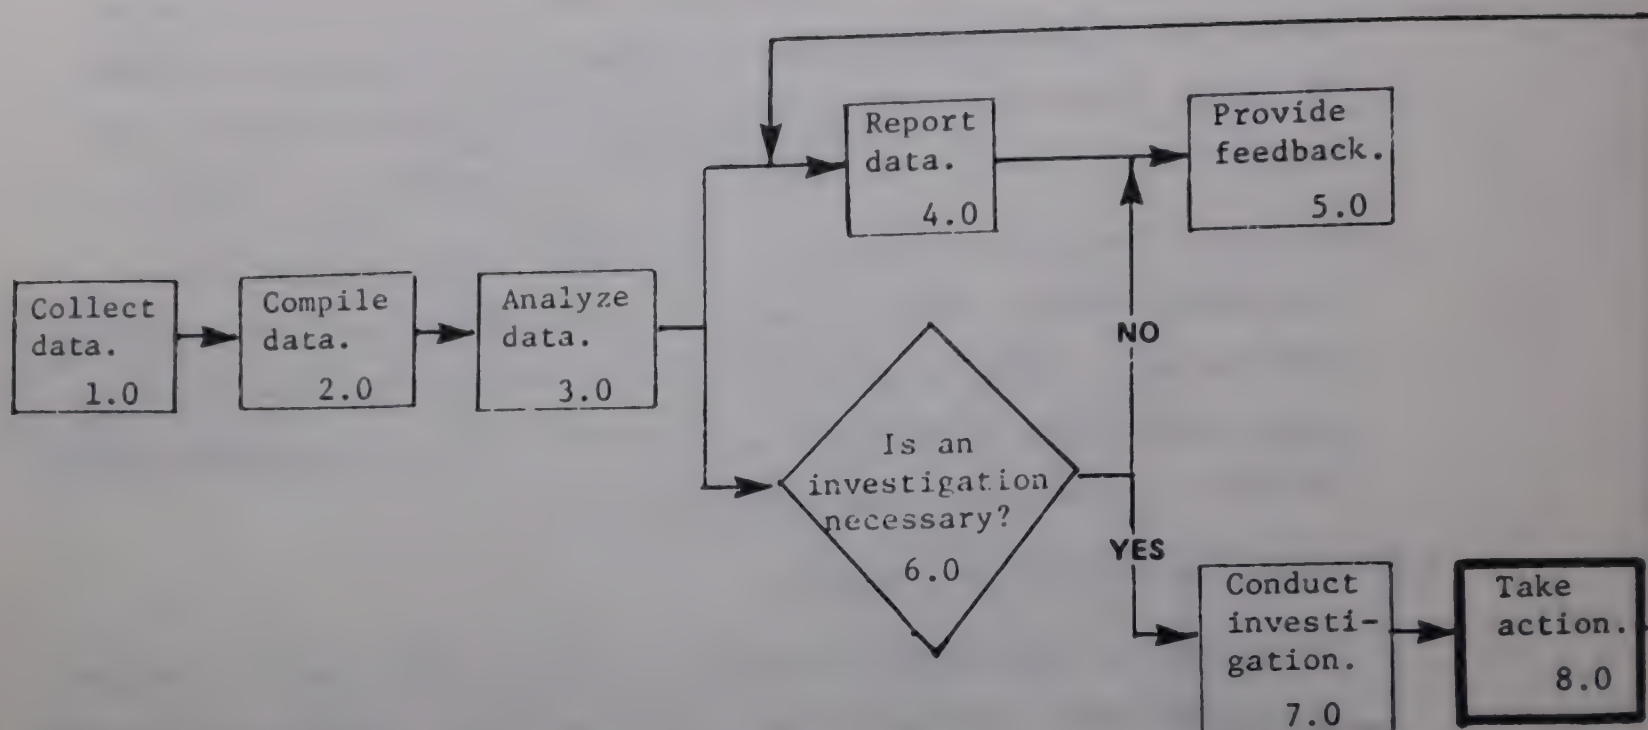 Collect
data.
1.0
Compile
data.
2.0
Analyze
data.
3.0
Report
data.
4.0
Provide
feedback.
5.0
Is an
investigation
necessary?
6.0
NO
YES
Conduct
investi-
gation.
7.0
Take
action.
8.0